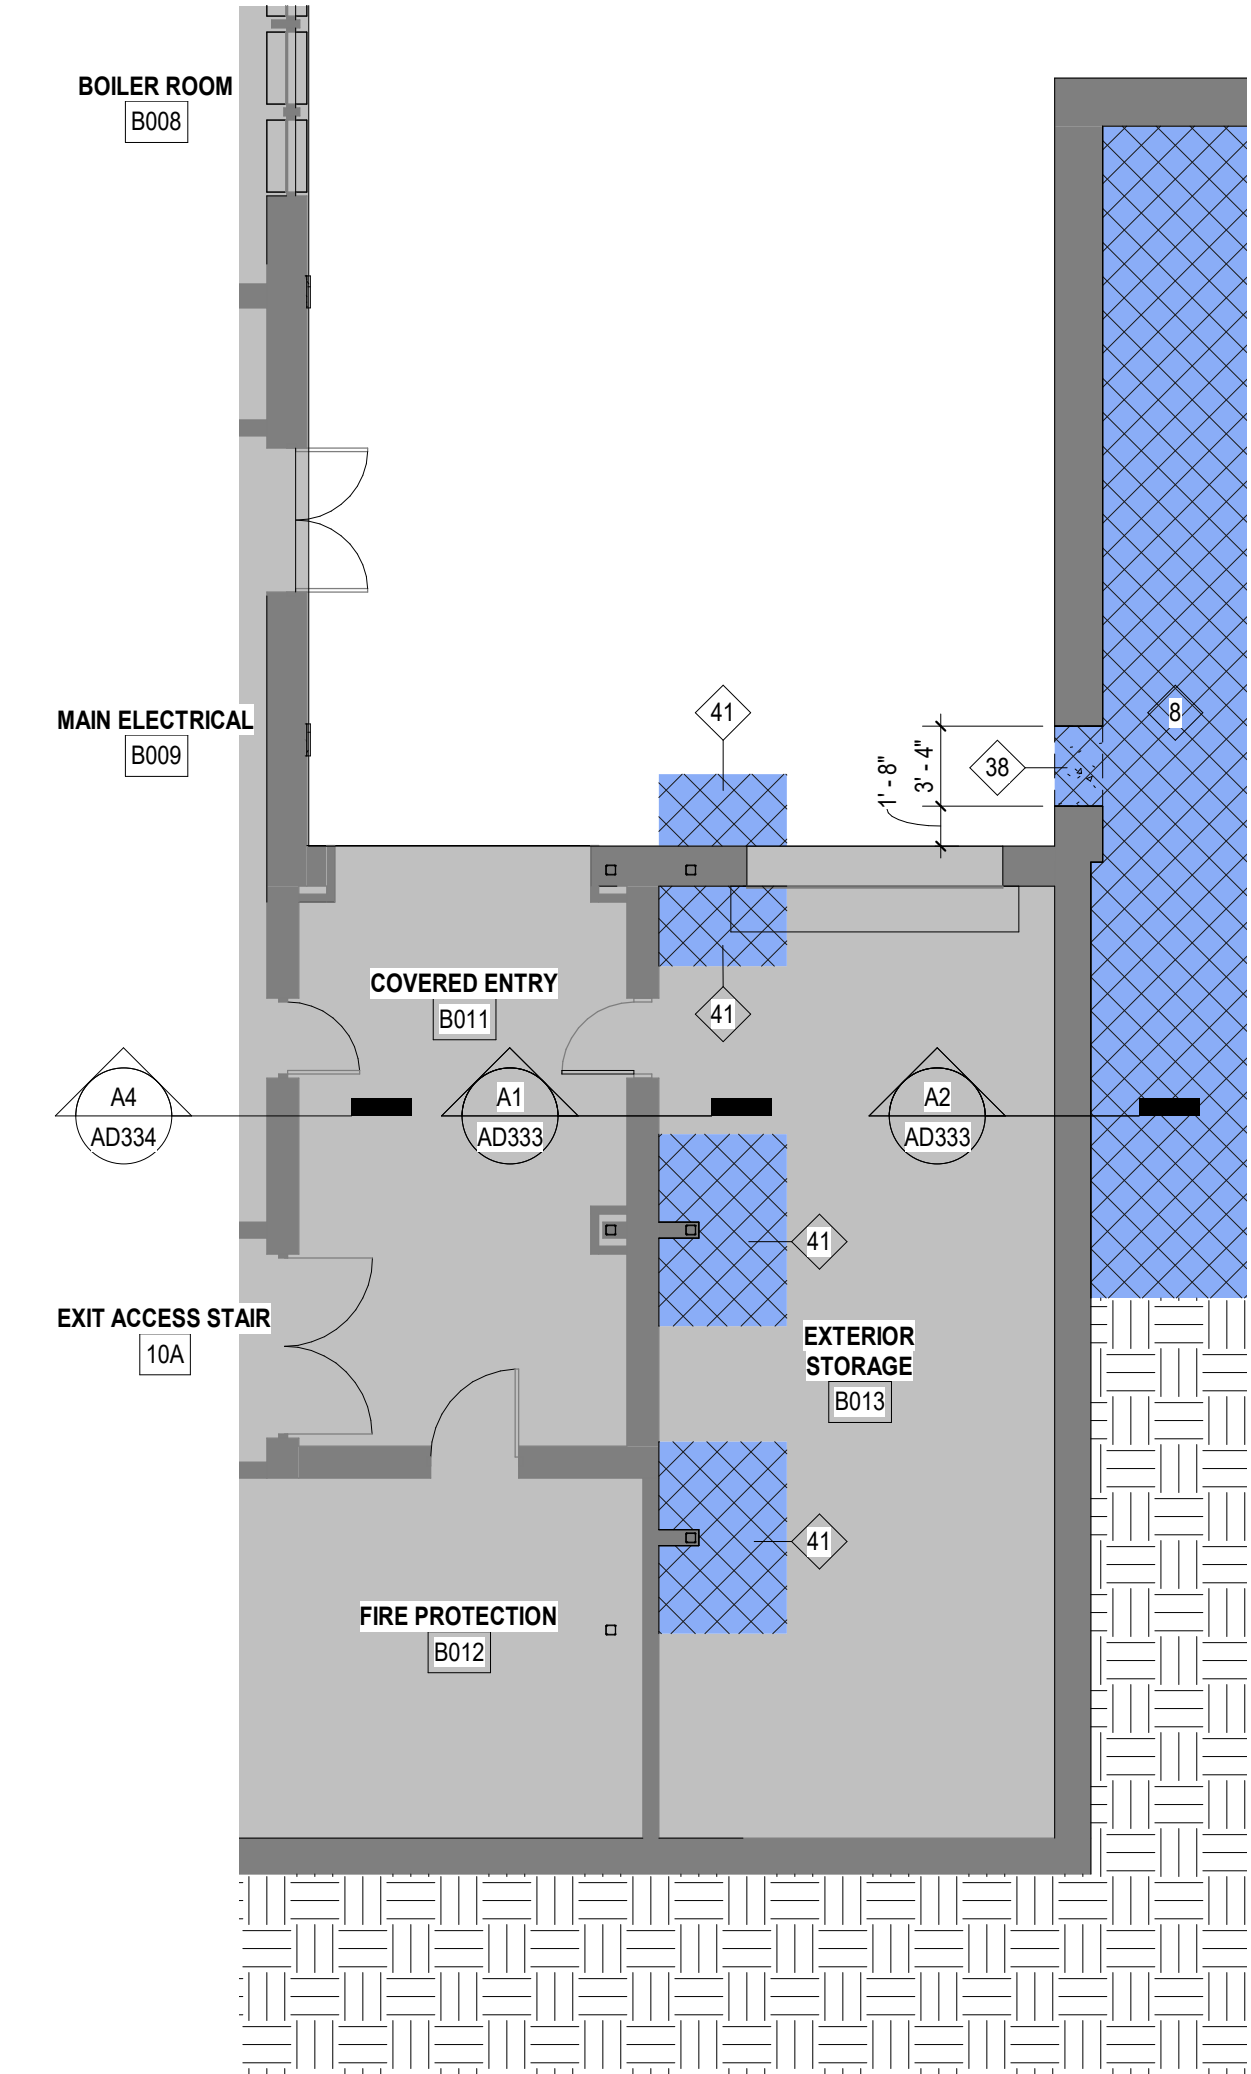 BOILER ROOM
B008
MAIN ELECTRICAL
B009
41
8
38
1' - 8"
3' - 4"
COVERED ENTRY
B011
41
A4
AD334
A1
AD333
A2
AD333
41
EXIT ACCESS STAIR
10A
EXTERIOR
STORAGE
B013
41
FIRE PROTECTION
B012